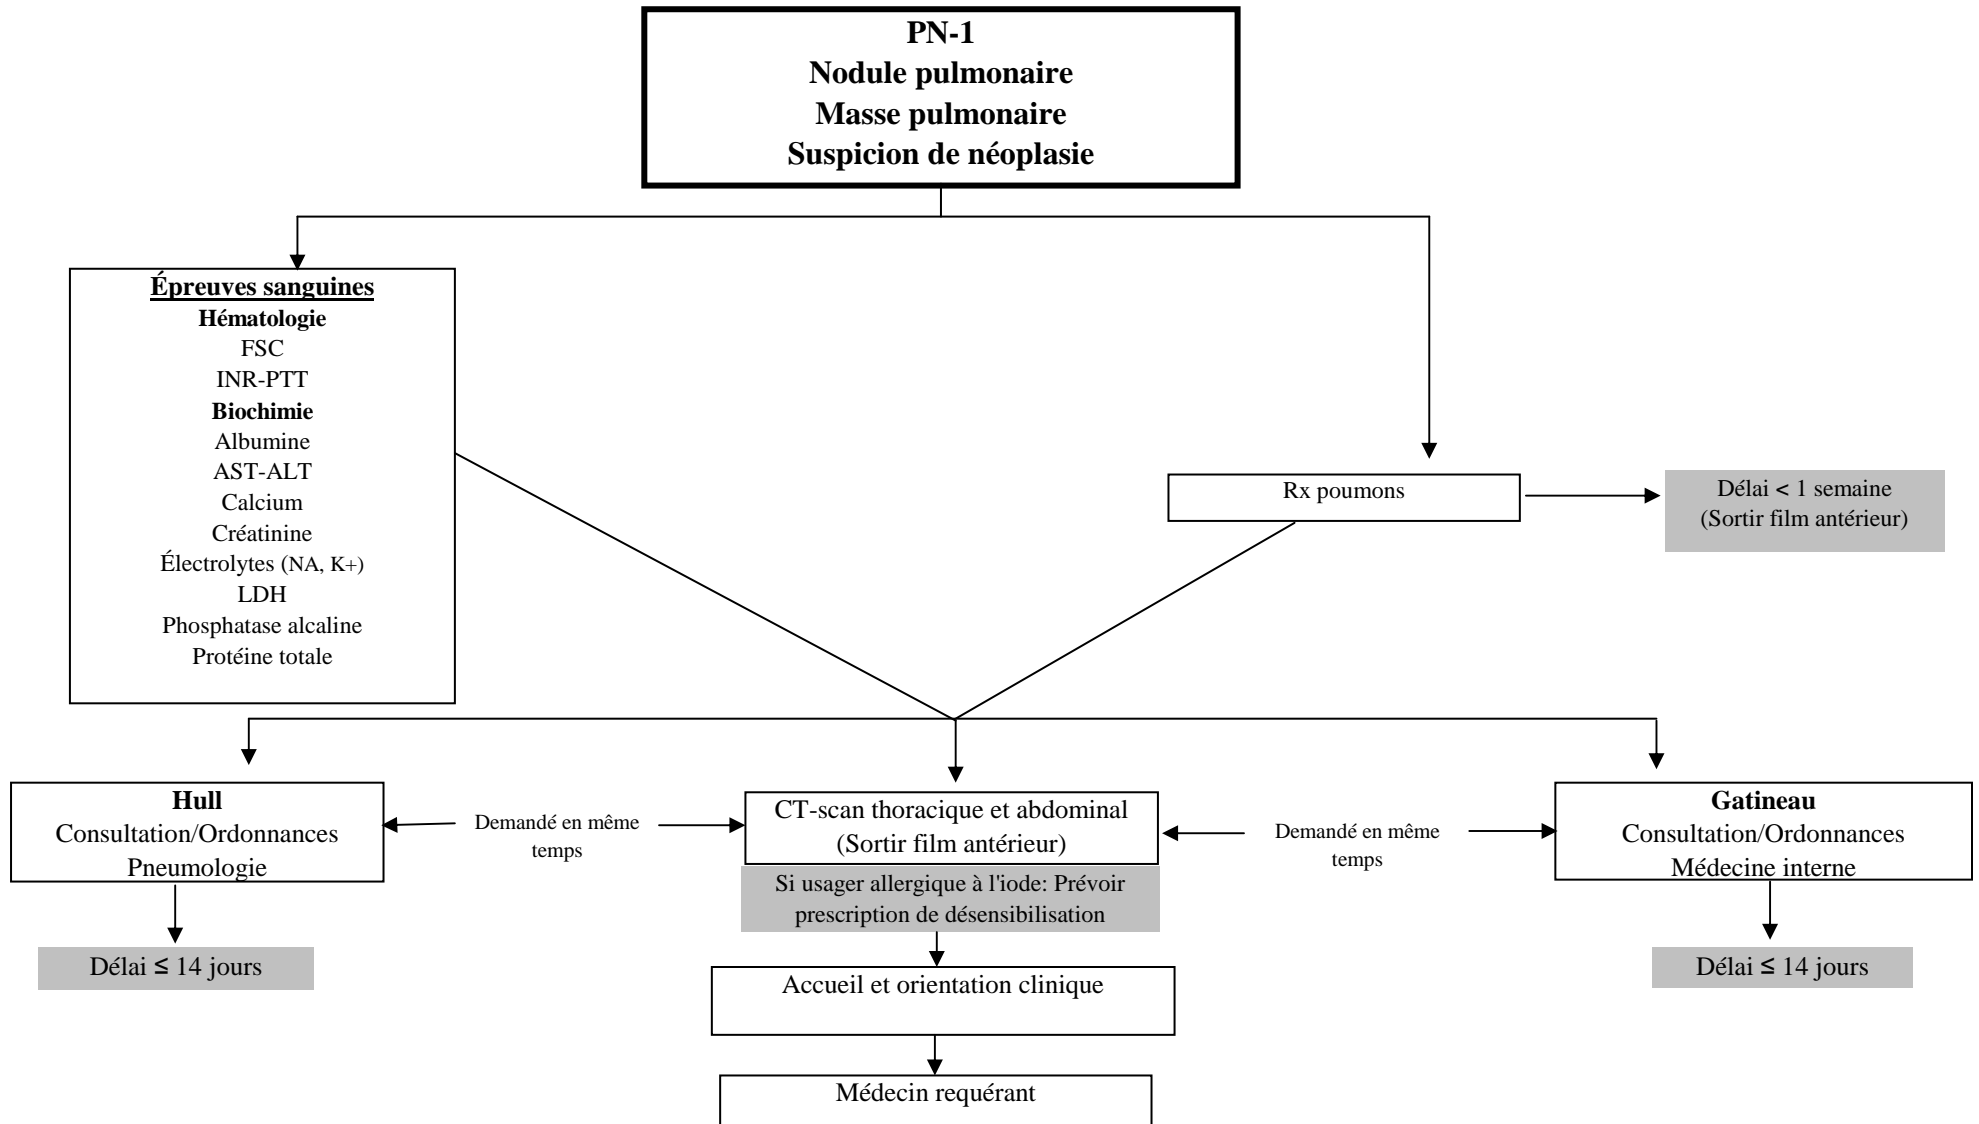 PN-1
Nodule pulmonaire
Masse pulmonaire
Suspicion de néoplasie
Épreuves sanguines
Hématologie
FSC
INR-PTT
Biochimie
Albumine
AST-ALT
Calcium
Créatinine
Électrolytes (NA, K+)
LDH
Phosphatase alcaline
Protéine totale
Rx poumons
Délai < 1 semaine
(Sortir film antérieur)
Hull
Consultation/Ordonnances
Pneumologie
Demandé en même
temps
CT-scan thoracique et abdominal
(Sortir film antérieur)
Si usager allergique à l'iode: Prévoir
prescription de désensibilisation
Demandé en même
temps
Gatineau
Consultation/Ordonnances
Médecine interne
Délai ≤ 14 jours
Accueil et orientation clinique
Délai ≤ 14 jours
Médecin requérant